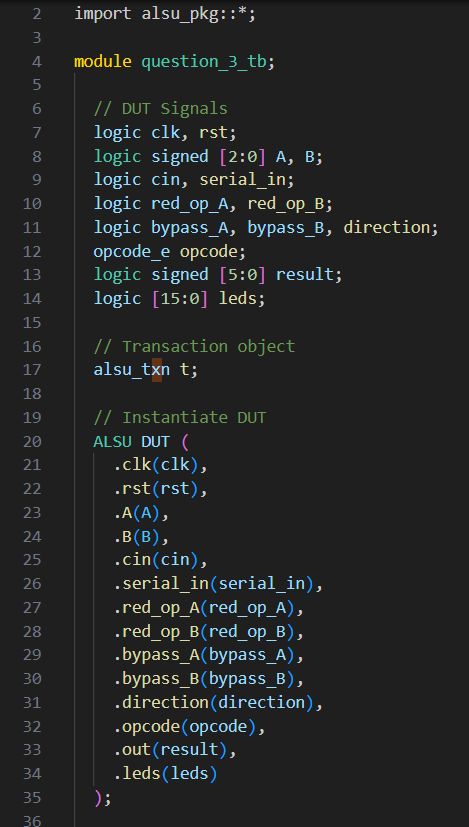 2 import alsu_pkg::*;
3
4 module question_3_tb;
5
6 // DUT Signals
7 logic clk, rst;
8 logic signed [2:0] A, B;
9 logic cin, serial_in;
10 logic red_op_A, red_op_B;
11 logic bypass_A, bypass_B, direction;
12 opcode_e opcode;
13 logic signed [5:0] result;
14 logic [15:0] leds;
15
16 // Transaction object
17 alsu_txn t;
18
19 // Instantiate DUT
20 ALSU DUT (
21 .clk(clk),
22 .rst(rst),
23 .A(A),
24 .B(B),
25 .cin(cin),
26 .serial_in(serial_in),
27 .red_op_A(red_op_A),
28 .red_op_B(red_op_B),
29 .bypass_A(bypass_A),
30 .bypass_B(bypass_B),
31 .direction(direction),
32 .opcode(opcode),
33 .out(result),
34 .leds(leds)
35 );
36